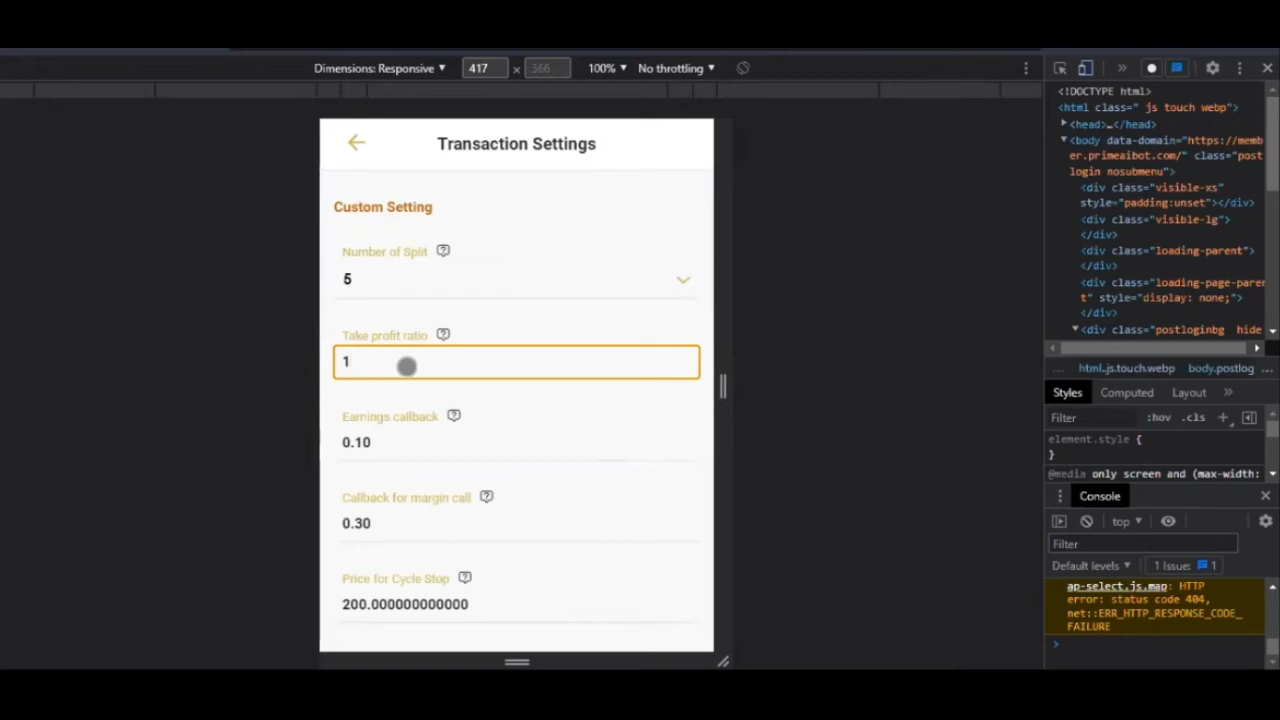 Dimensions: Responsive 417 × 366 100% No throttling
<!DOCTYPE html>
<html class=" js touch webp">
<head>…</head>
<body data-domain="https://memb
er.primeaibot.com/" class="post
login nosubmenu">
<div class="visible-xs"
style="padding:unset"></div>
<div class="visible-lg">
</div>
<div class="loading-parent">
</div>
<div class="loading-page-paren
t" style="display: none;">
</div>
<div class="postloginbg hide
... html.js.touch.webp body.postlog ...
Styles Computed Layout
Filter :hov .cls
element.style {
}
@media only screen and (max-width:
Console
top
Filter
Default levels 1 Issue: 1
ap-select.js.map: HTTP
error: status code 404,
net::ERR_HTTP_RESPONSE_CODE_
FAILURE
Transaction Settings
Custom Setting
Number of Split
5
Take profit ratio
1
Earnings callback
0.10
Callback for margin call
0.30
Price for Cycle Stop
200.000000000000